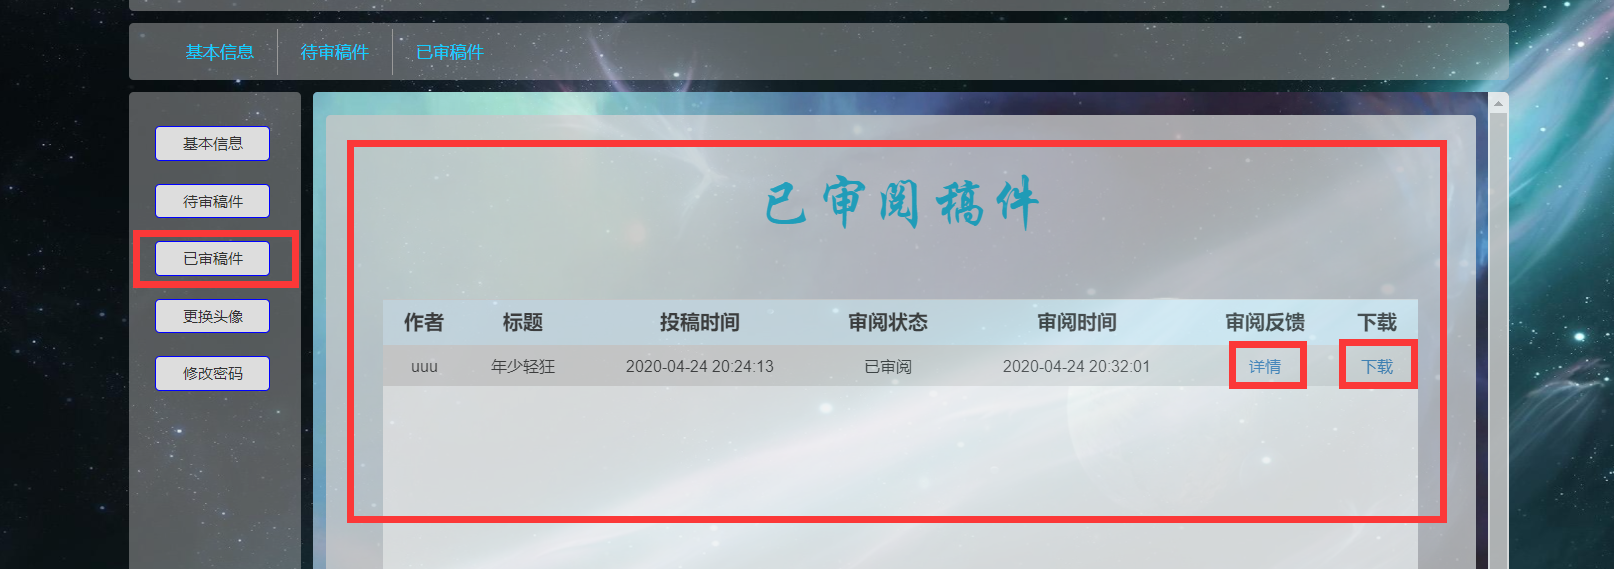 基本信息 待审稿件 已审稿件
基本信息
待审稿件
已审稿件
更换头像
修改密码
已审阅稿件
作者 标题 投稿时间 审阅状态 审阅时间 审阅反馈 下载
uuu 年少轻狂 2020-04-24 20:24:13 已审阅 2020-04-24 20:32:01 详情 下载